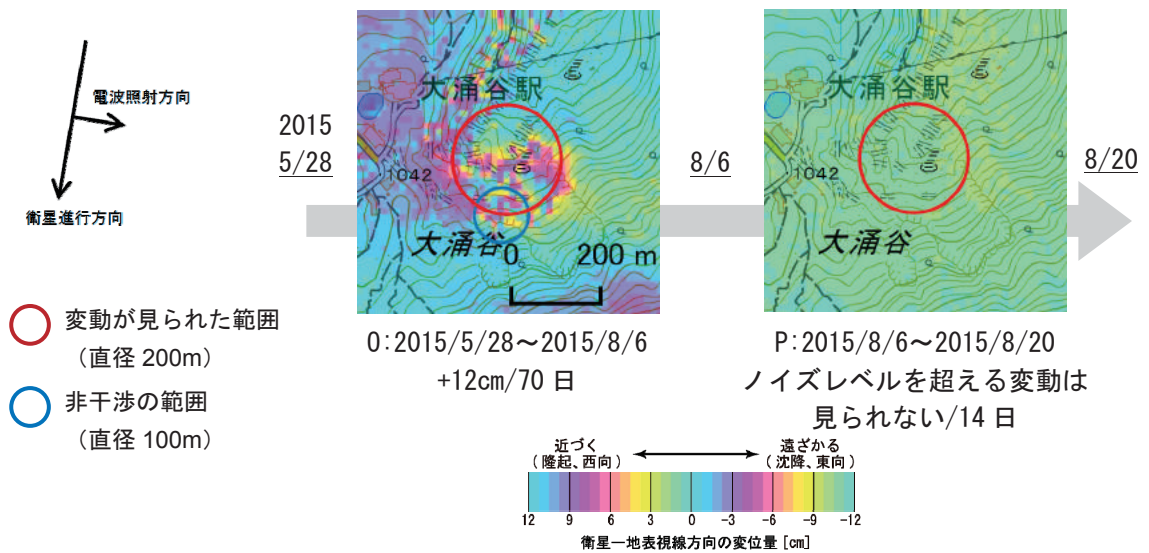 電波照射方向
衛星進行方向
2015
5/28
大涌谷駅
1042
大涌谷
0 200 m
8/6
大涌谷駅
1042
大涌谷
8/20
変動が見られた範囲
（直径 200m）
非干渉の範囲
（直径 100m）
O:2015/5/28～2015/8/6
+12cm/70 日
P:2015/8/6～2015/8/20
ノイズレベルを超える変動は
見られない/14 日
近づく
(隆起、西向)
遠ざかる
(沈降、東向)
12 9 6 3 0 -3 -6 -9 -12
衛星―地表視線方向の変位量 [cm]